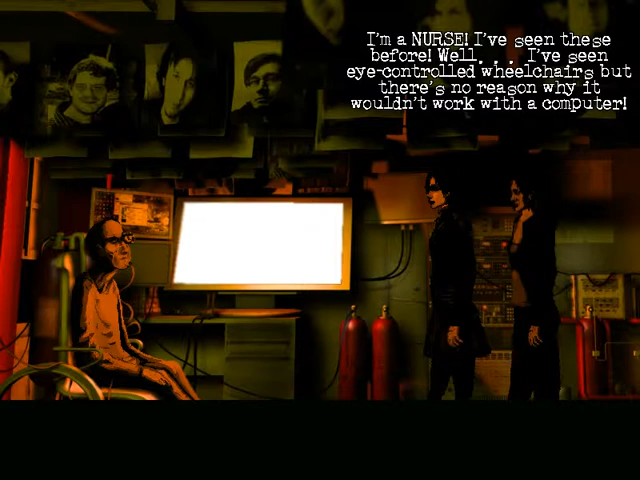 I'm a NURSE! I've seen these
before! Well. . . I've seen
eye-controlled wheelchairs but
there's no reason why it
wouldn't work with a computer!